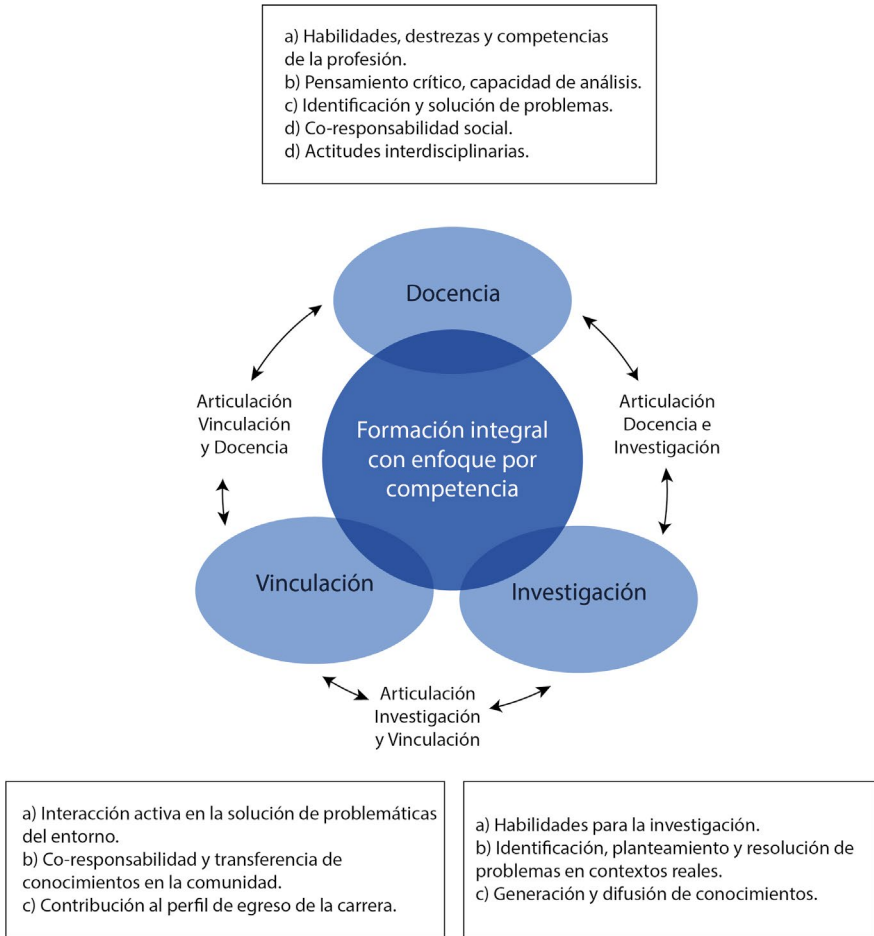 a) Habilidades, destrezas y competencias
de la profesión.
b) Pensamiento crítico, capacidad de análisis.
c) Identificación y solución de problemas.
d) Co-responsabilidad social.
d) Actitudes interdisciplinarias.
Docencia
Articulación
Vinculación
y Docencia
Formación integral
con enfoque por
competencia
Articulación
Docencia e
Investigación
Vinculación
Investigación
Articulación
Investigación
y Vinculación
a) Interacción activa en la solución de problemáticas
del entorno.
b) Co-responsabilidad y transferencia de
conocimientos en la comunidad.
c) Contribución al perfil de egreso de la carrera.
a) Habilidades para la investigación.
b) Identificación, planteamiento y resolución de
problemas en contextos reales.
c) Generación y difusión de conocimientos.